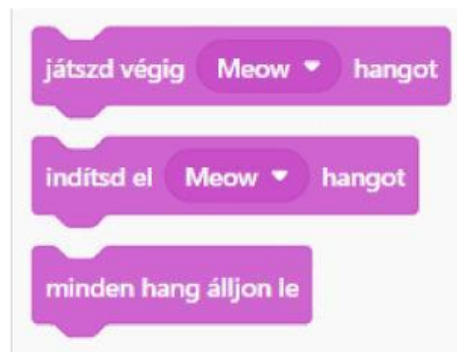 játszd végig Meow hangot
indítsd el Meow hangot
minden hang álljon le